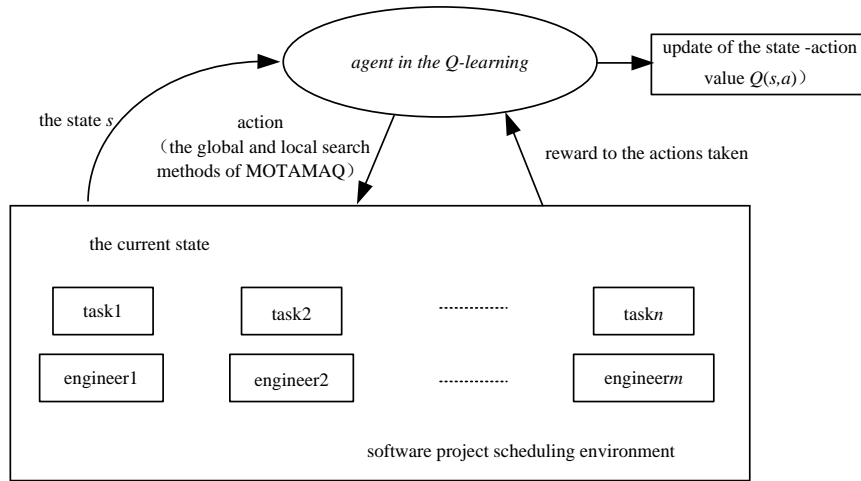 agent in the Q-learning
update of the state -action
value Q(s,a)）
the state s
action
（the global and local search
methods of MOTAMAQ）
reward to the actions taken
the current state
task1
task2
taskn
engineer1
engineer2
engineerm
software project scheduling environment